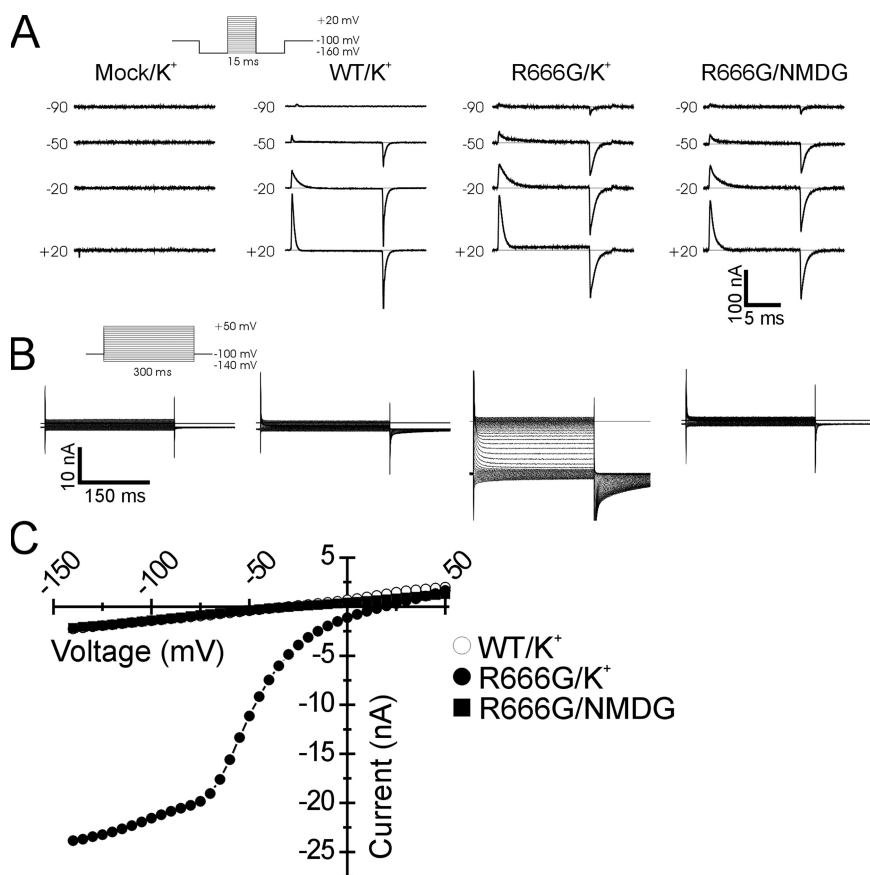 A
+20 mV
-100 mV
-160 mV
15 ms
Mock/K+ WT/K+ R666G/K+ R666G/NMDG
-90 -90 -90 -90
-50 -50 -50 -50
-20 -20 -20 -20
+20 +20 +20 +20
100 nA
5 ms
B
+50 mV
-100 mV
-140 mV
300 ms
10 nA
150 ms
C
-150 -100 -50 5 50
Voltage (mV)
-5
-10
-15
-20
-25
Current (nA)
WT/K+
R666G/K+
R666G/NMDG